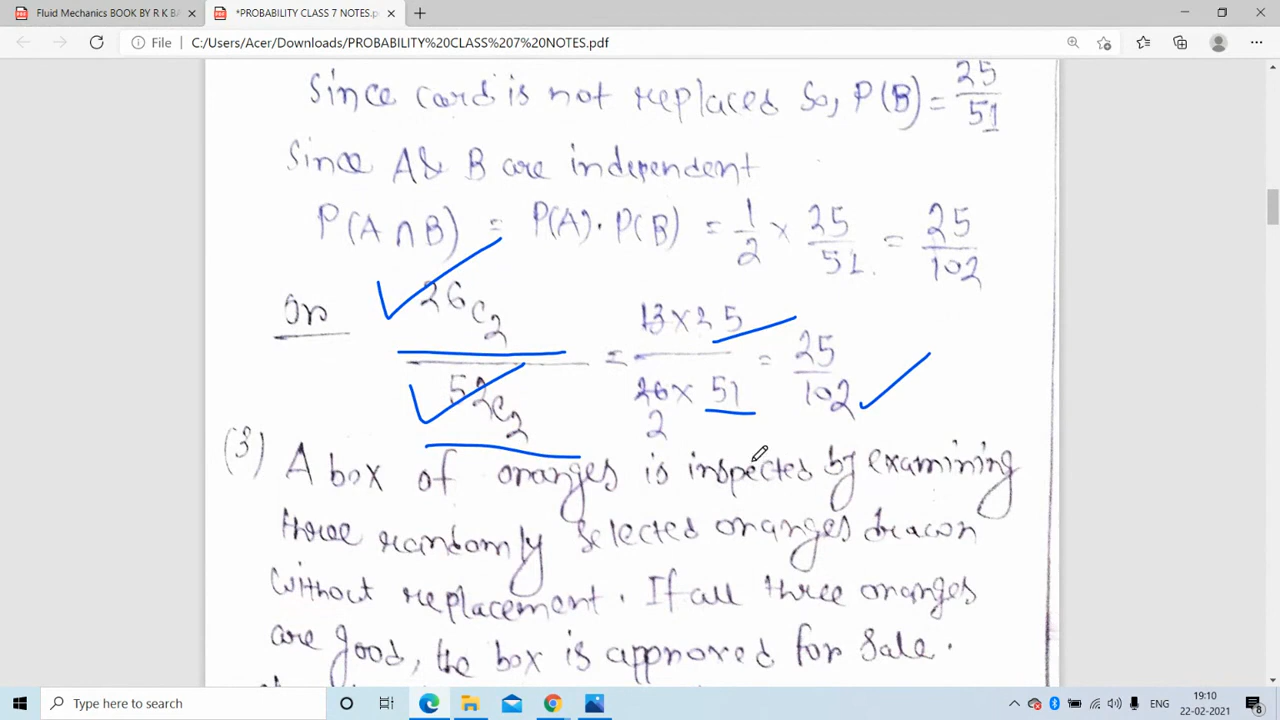 Fluid Mechanics BOOK BY R K BA
*PROBABILITY CLASS 7 NOTES.p
File C:/Users/Acer/Downloads/PROBABILITY%20CLASS%207%20NOTES.pdf
Since card is not replaced So, P(B) = 25/51
Since A & B are independent
P(A ∩ B) = P(A). P(B) = 1/2 × 25/51. = 25/102
Or 26C2/52C2 = 13×25/26×51 = 25/102
2
(3) A box of oranges is inspected by examining
three randomly selected oranges drawn
without replacement. If all three oranges
are good, the box is approved for sale.
Type here to search
ENG
19:10
22-02-2021
8